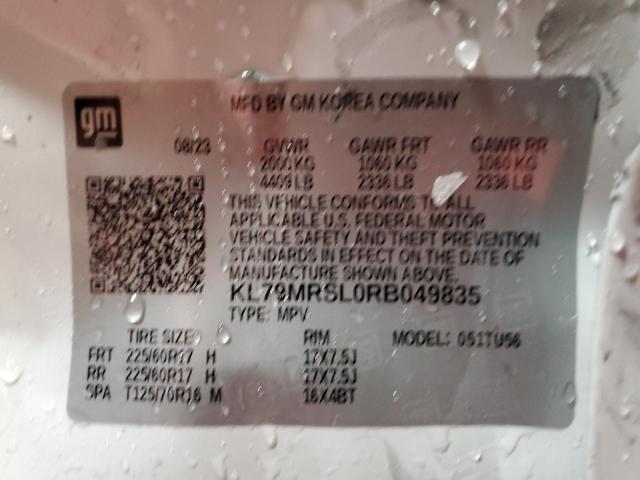 gm
MFD BY GM KOREA COMPANY
08/23 GVWR GAWR FRT GAWR RR
2000 KG 1060 KG 1060 KG
4409 LB 2336 LB 2336 LB
THIS VEHICLE CONFORMS TO ALL
APPLICABLE U.S. FEDERAL MOTOR
VEHICLE SAFETY AND THEFT PREVENTION
STANDARDS IN EFFECT ON THE DATE OF
MANUFACTURE SHOWN ABOVE.
KL79MRSL0RB049835
TYPE: MPV
TIRE SIZE RIM MODEL: 051TU56
FRT 225/60R17 H 17X7.5J
RR 225/60R17 H 17X7.5J
SPA T125/70R16 M 16X4BT